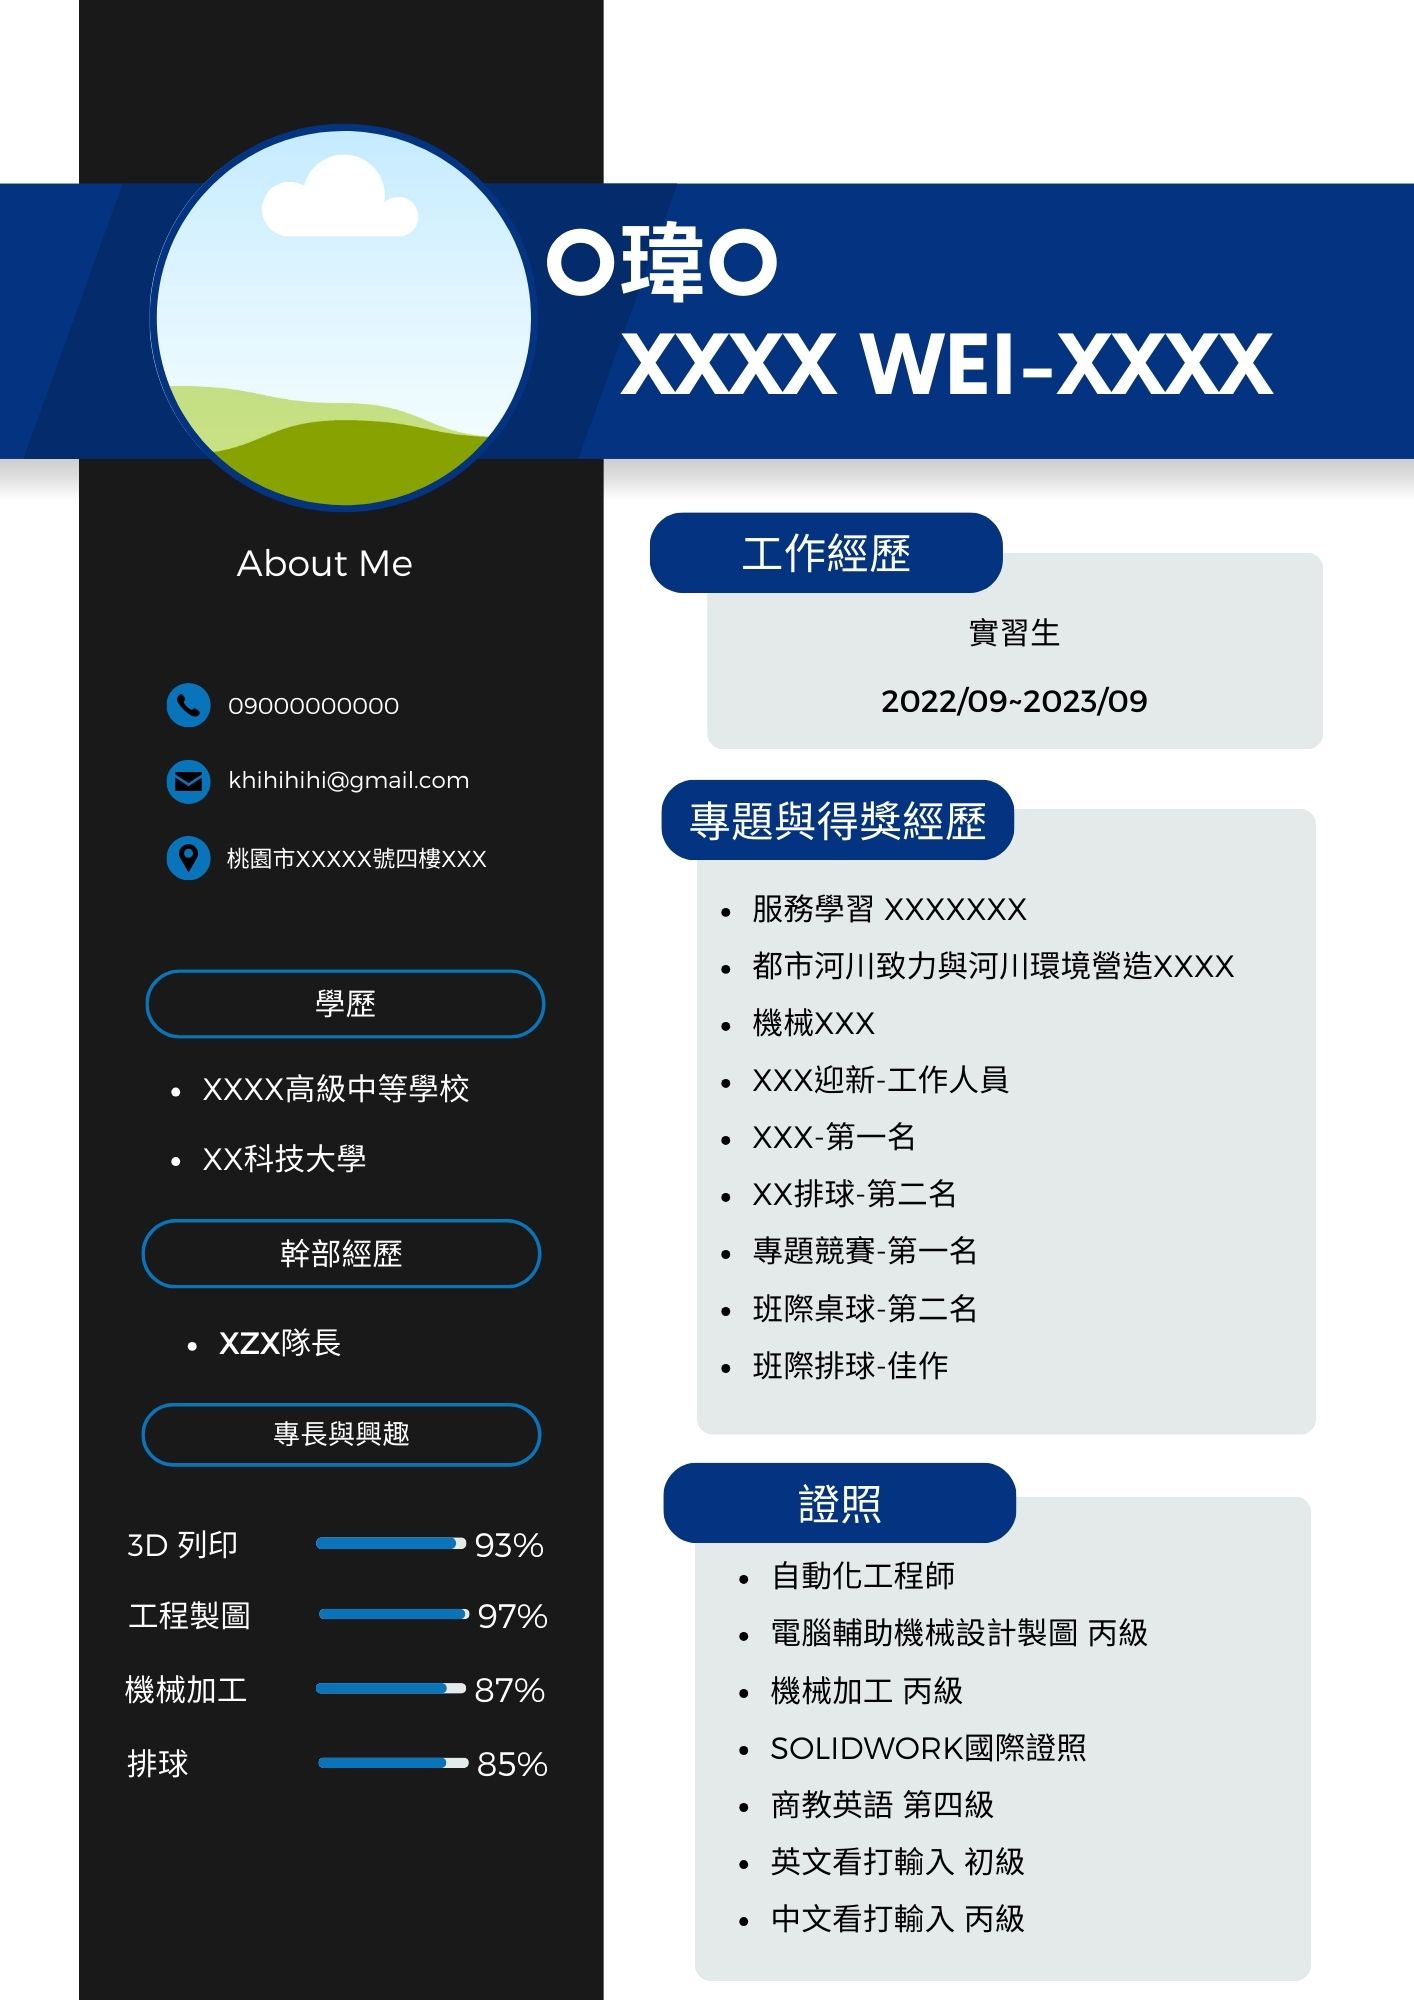 O瑋O
XXXX WEI-XXXX
About Me
09000000000
khihihihi@gmail.com
桃園市XXXXX號四樓XXX
學歷
XXXX高級中等學校
XX科技大學
幹部經歷
XZX隊長
專長與興趣
3D 列印 93%
工程製圖 97%
機械加工 87%
排球 85%
工作經歷
實習生
2022/09~2023/09
專題與得獎經歷
服務學習 XXXXXXX
都市河川致力與河川環境營造XXXX
機械XXX
XXX迎新-工作人員
XXX-第一名
XX排球-第二名
專題競賽-第一名
班際桌球-第二名
班際排球-佳作
證照
自動化工程師
電腦輔助機械設計製圖 丙級
機械加工 丙級
SOLIDWORK國際證照
商教英語 第四級
英文看打輸入 初級
中文看打輸入 丙級